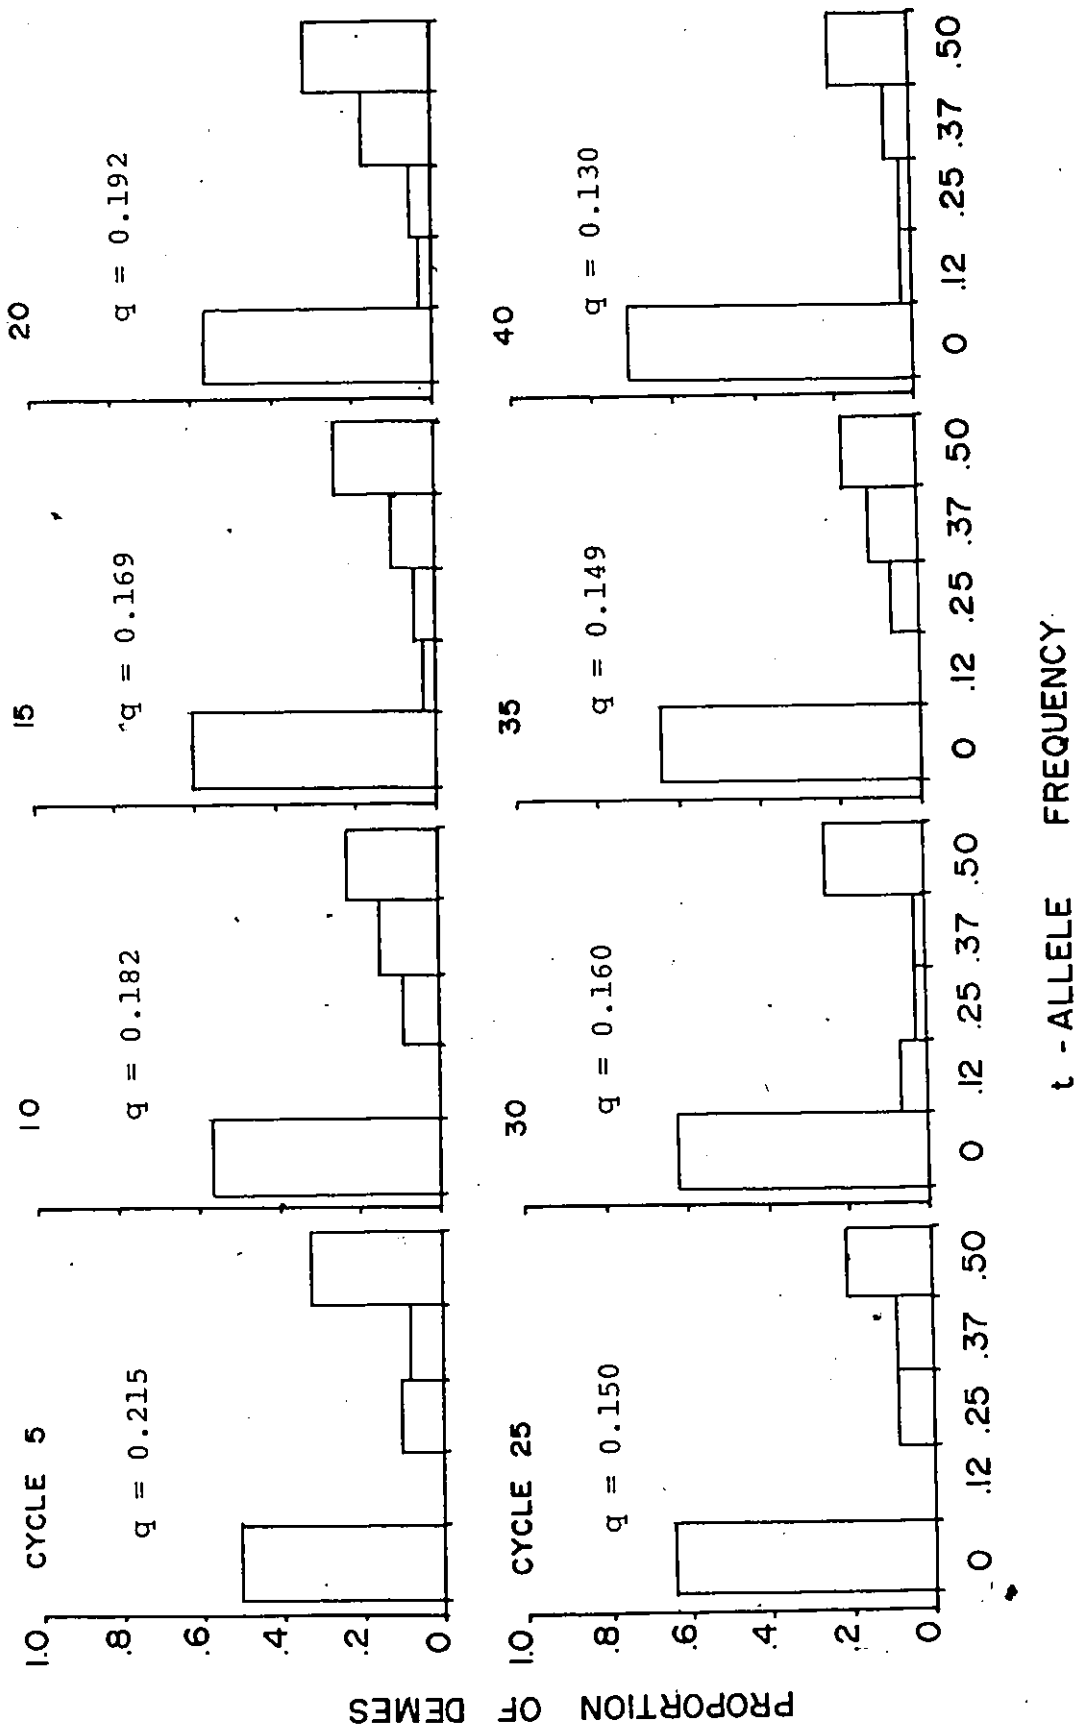 CYCLE 5
10
15
20
q = 0.215
q = 0.182
q = 0.169
q = 0.192
1.0
.8
.6
.4
.2
0
CYCLE 25
30
35
40
q = 0.150
q = 0.160
q = 0.149
q = 0.130
1.0
.8
.6
.4
.2
0
0 .12 .25 .37 .50
0 .12 .25 .37 .50
0 .12 .25 .37 .50
0 .12 .25 .37 .50
PROPORTION OF DEMES
t - ALLELE FREQUENCY